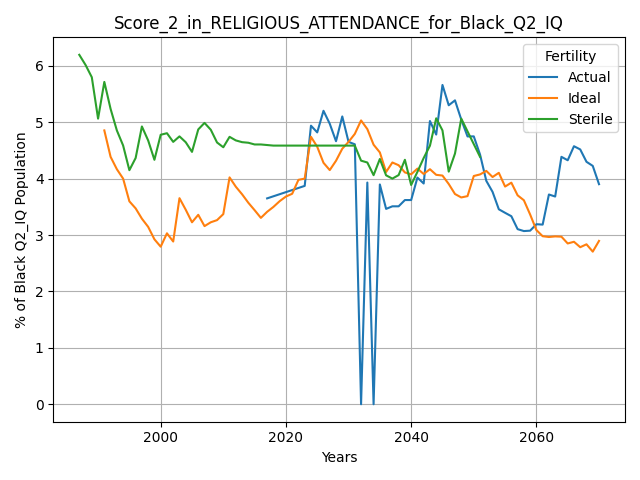 Score_2_in_RELIGIOUS_ATTENDANCE_for_Black_Q2_IQ
Fertility
Actual
Ideal
Sterile
% of Black Q2_IQ Population
6
5
4
3
2
1
0
2000
2020
2040
2060
Years